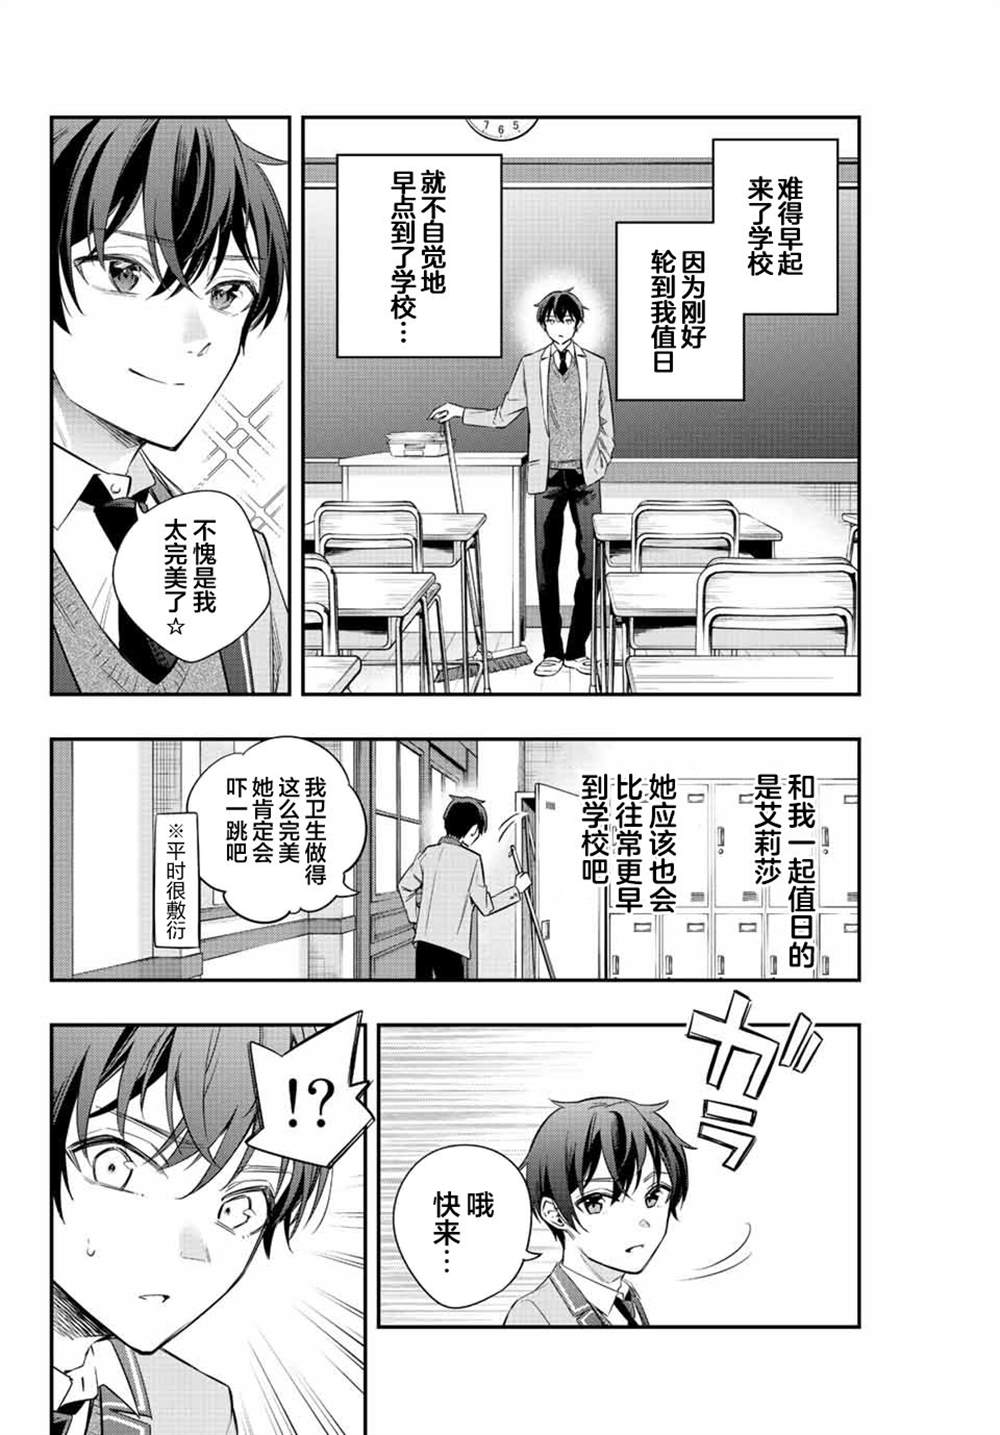 7 6 5
难得早起
来了学校
因为刚好
轮到我值日
就不自觉地
早点到了学校…
不愧是我
太完美了☆
和我一起值日的
是艾莉莎
她应该也会
比往常更早
到学校吧
我卫生做得
这么完美
她肯定会
吓一跳吧
※平时很敷衍
ガラ
哦
快来…
!?